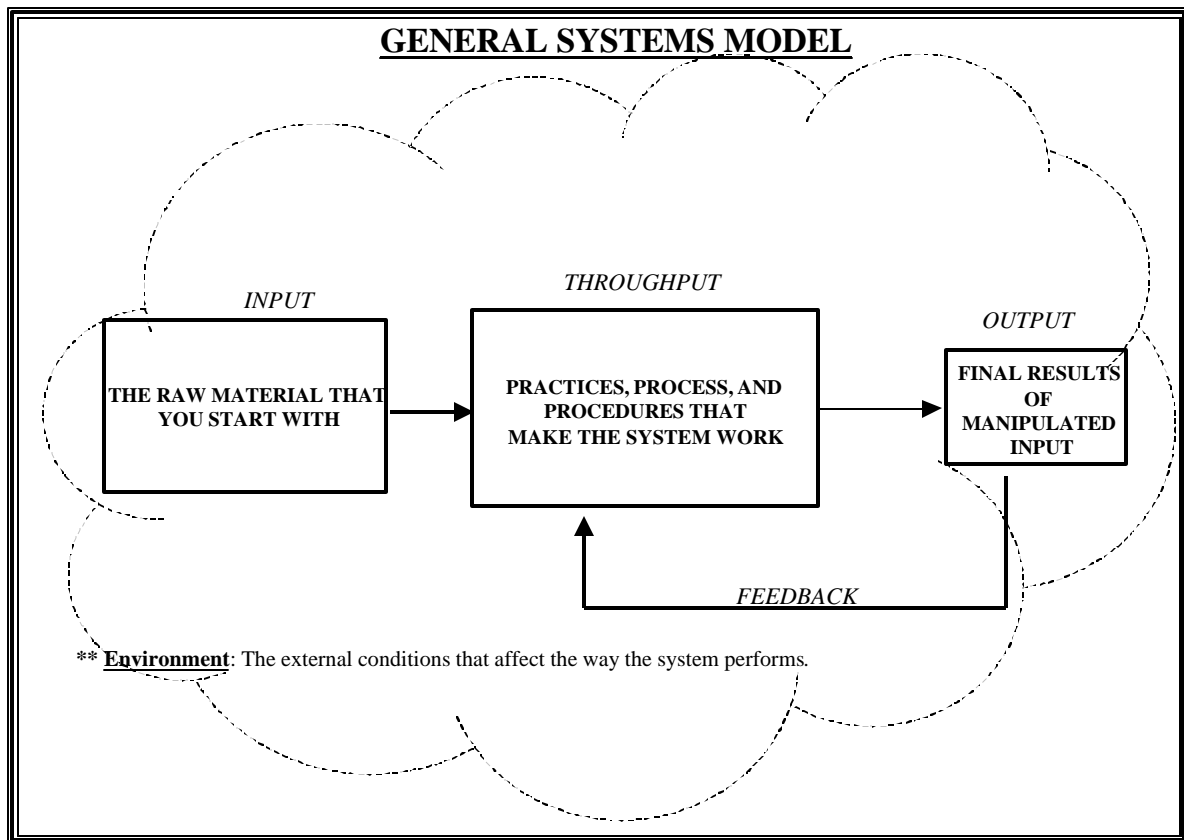 GENERAL SYSTEMS MODEL
INPUT
THE RAW MATERIAL THAT
YOU START WITH
THROUGHPUT
PRACTICES, PROCESS, AND
PROCEDURES THAT
MAKE THE SYSTEM WORK
OUTPUT
FINAL RESULTS
OF
MANIPULATED
INPUT
FEEDBACK
** Environment: The external conditions that affect the way the system performs.